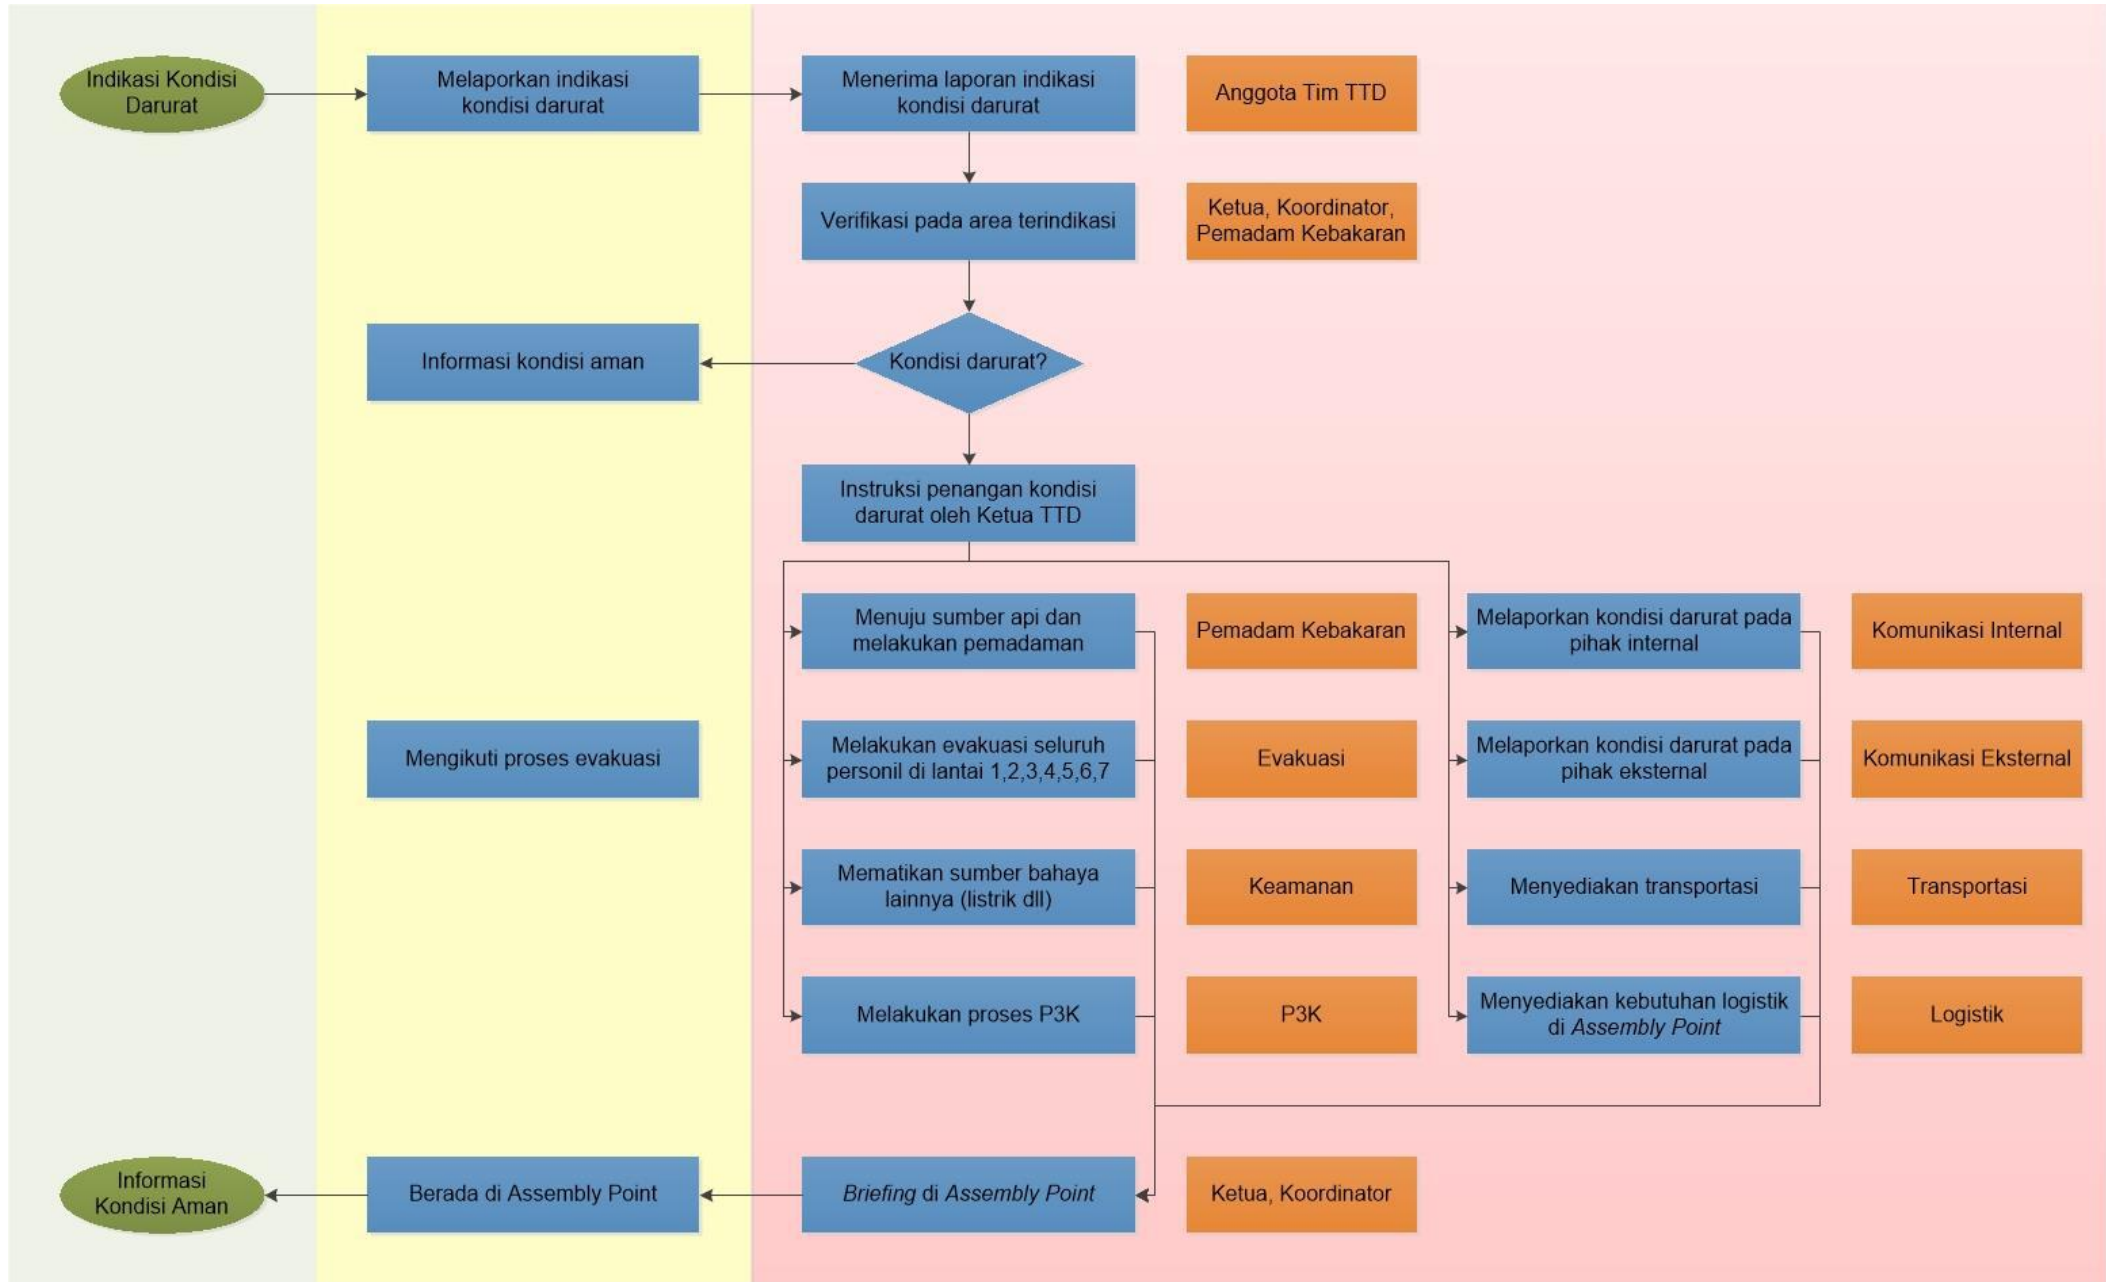 Indikasi Kondisi
Darurat
Melaporkan indikasi
kondisi darurat
Menerima laporan indikasi
kondisi darurat
Anggota Tim TTD
Verifikasi pada area terindikasi
Ketua, Koordinator,
Pemadam Kebakaran
Informasi kondisi aman
Kondisi darurat?
Instruksi penangan kondisi
darurat oleh Ketua TTD
Menuju sumber api dan
melakukan pemadaman
Pemadam Kebakaran
Melaporkan kondisi darurat pada
pihak internal
Komunikasi Internal
Mengikuti proses evakuasi
Melakukan evakuasi seluruh
personil di lantai 1,2,3,4,5,6,7
Evakuasi
Melaporkan kondisi darurat pada
pihak eksternal
Komunikasi Eksternal
Mematikan sumber bahaya
lainnya (listrik dll)
Keamanan
Menyediakan transportasi
Transportasi
Melakukan proses P3K
P3K
Menyediakan kebutuhan logistik
di Assembly Point
Logistik
Informasi
Kondisi Aman
Berada di Assembly Point
Briefing di Assembly Point
Ketua, Koordinator